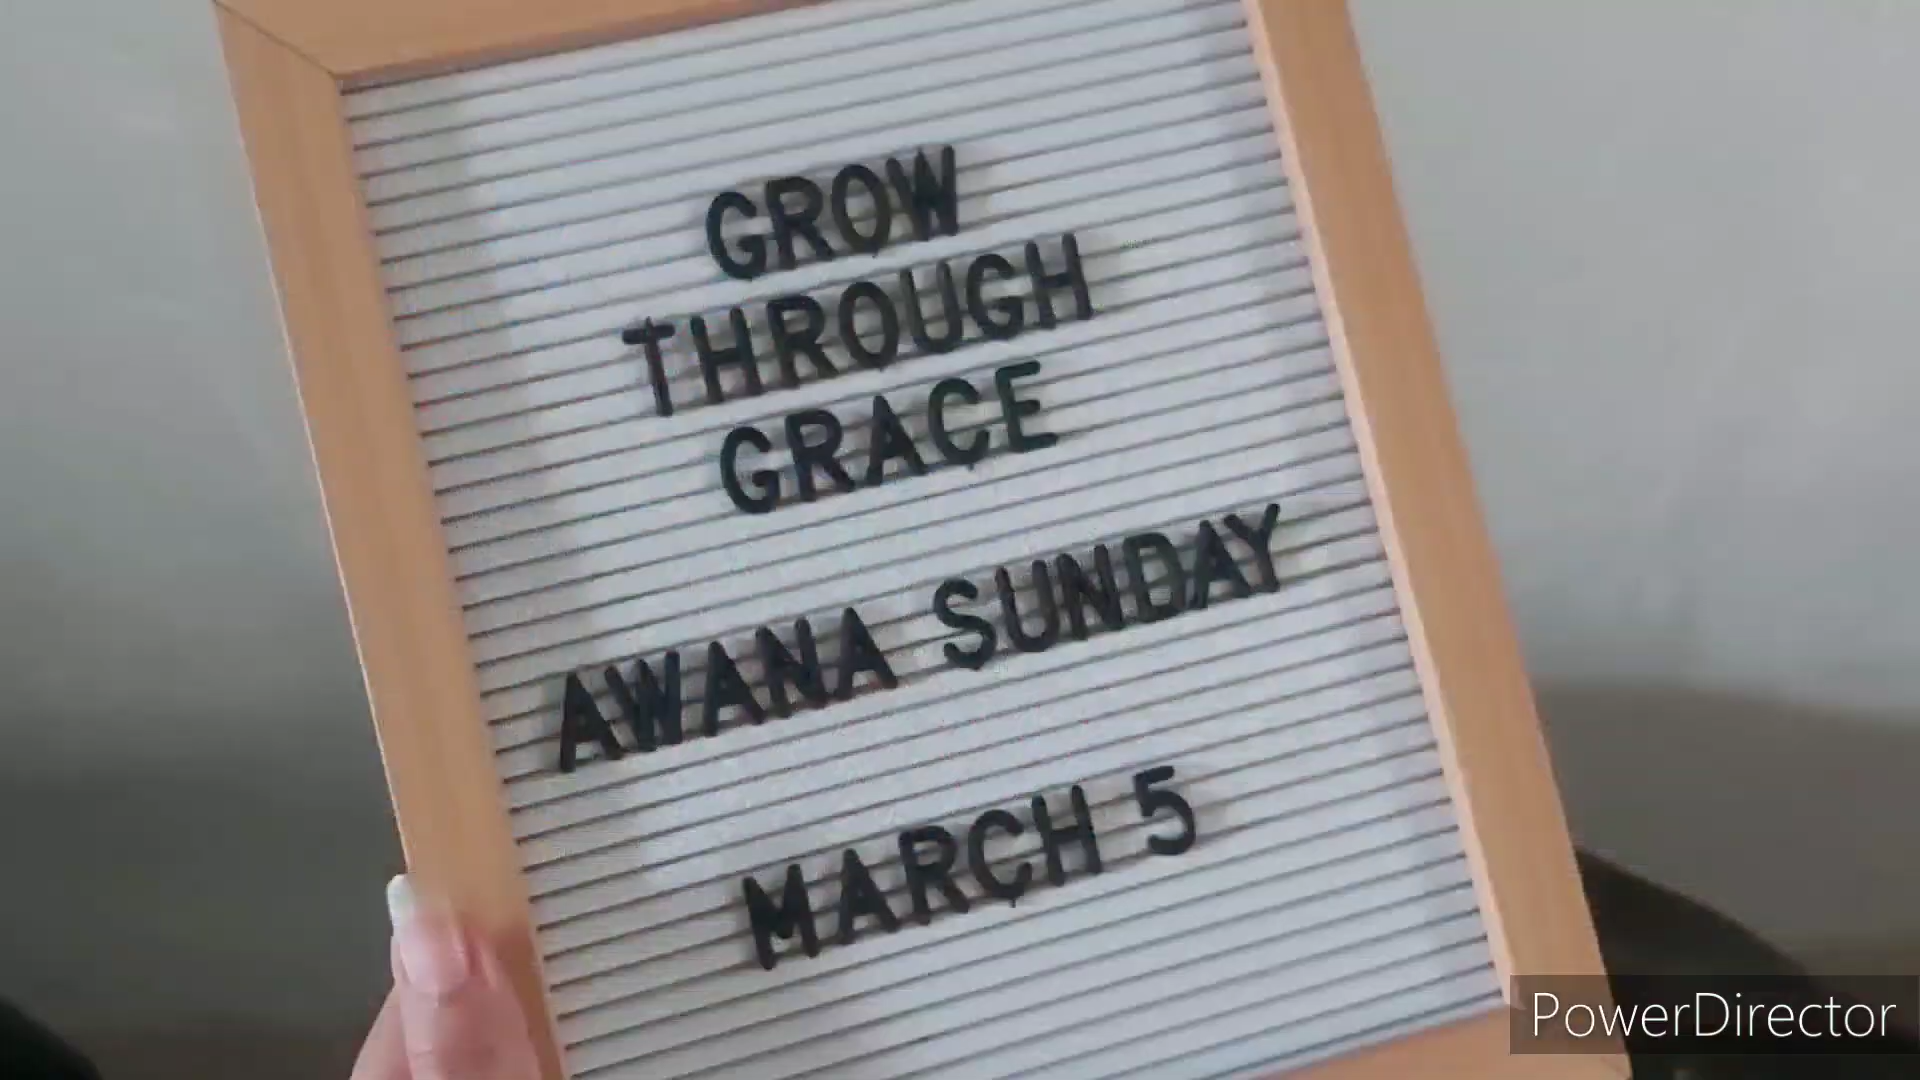 GROW
THROUGH
GRACE
AWANA SUNDAY
MARCH 5
PowerDirector